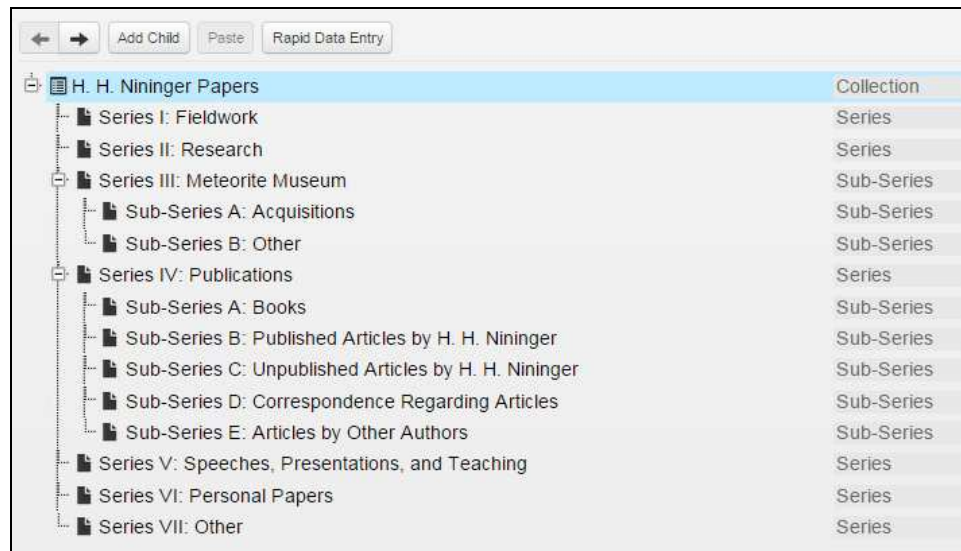 Add Child Paste Rapid Data Entry
H. H. Nininger Papers Collection
Series I: Fieldwork Series
Series II: Research Series
Series III: Meteorite Museum Sub-Series
Sub-Series A: Acquisitions Sub-Series
Sub-Series B: Other Sub-Series
Series IV: Publications Series
Sub-Series A: Books Sub-Series
Sub-Series B: Published Articles by H. H. Nininger Sub-Series
Sub-Series C: Unpublished Articles by H. H. Nininger Sub-Series
Sub-Series D: Correspondence Regarding Articles Sub-Series
Sub-Series E: Articles by Other Authors Sub-Series
Series V: Speeches, Presentations, and Teaching Series
Series VI: Personal Papers Series
Series VII: Other Series